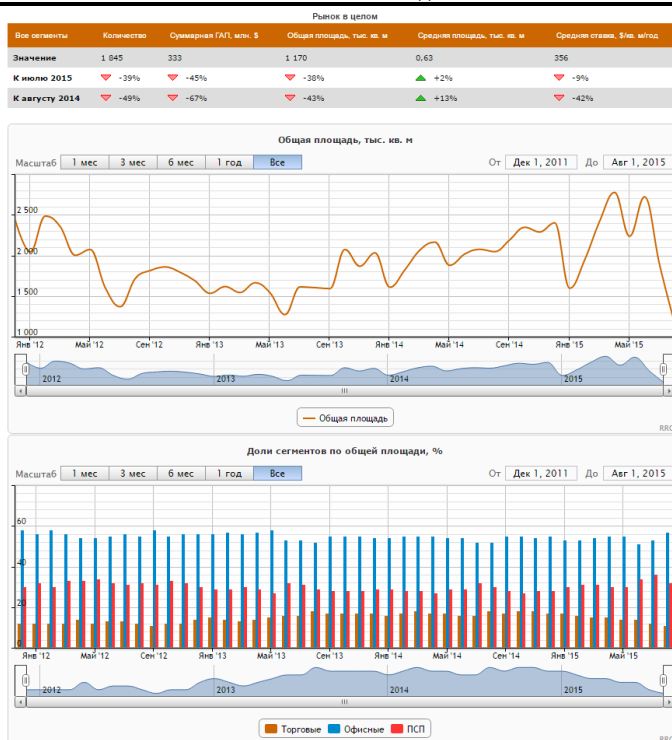 Рынок в целом
Все сегменты Количество Суммарная ГАП, млн. $ Общая площадь, тыс. кв. м Средняя площадь, тыс. кв. м Средняя ставка, $/кв. м/год
Значение 1 845 333 1 170 0,63 356
К июлю 2015 -39% -45% -38% +2% -9%
К августу 2014 -49% -67% -43% +13% -42%
Общая площадь, тыс. кв. м
Масштаб 1 мес 3 мес 6 мес 1 год Все От Дек 1, 2011 До Авг 1, 2015
2 500
2 000
1 500
1 000
Янв '12 Май '12 Сен '12 Янв '13 Май '13 Сен '13 Янв '14 Май '14 Сен '14 Янв '15 Май '15
2012 2013 2014 2015
Общая площадь
RRG
Доли сегментов по общей площади, %
Масштаб 1 мес 3 мес 6 мес 1 год Все От Дек 1, 2011 До Авг 1, 2015
60
40
20
0
Янв '12 Май '12 Сен '12 Янв '13 Май '13 Сен '13 Янв '14 Май '14 Сен '14 Янв '15 Май '15
2012 2013 2014 2015
Торговые Офисные ПСП